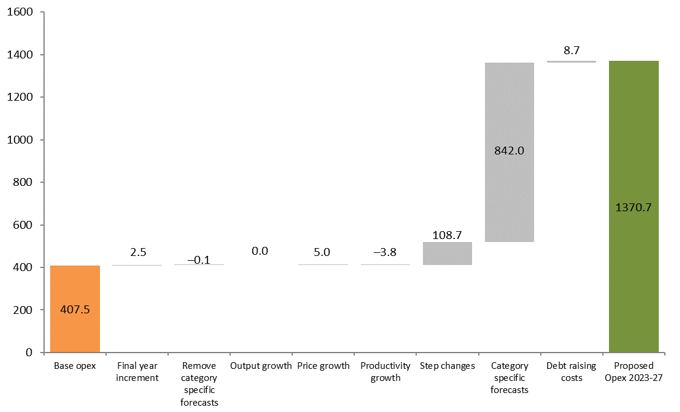 1600
1400
1200
1000
800
600
400
200
0
407.5
2.5
–0.1
0.0
5.0
–3.8
108.7
842.0
8.7
1370.7
Base opex
Final year
increment
Remove
category
specific
forecasts
Output growth
Price growth
Productivity
growth
Step changes
Category
specific
forecasts
Debt raising
costs
Proposed
Opex 2023-27